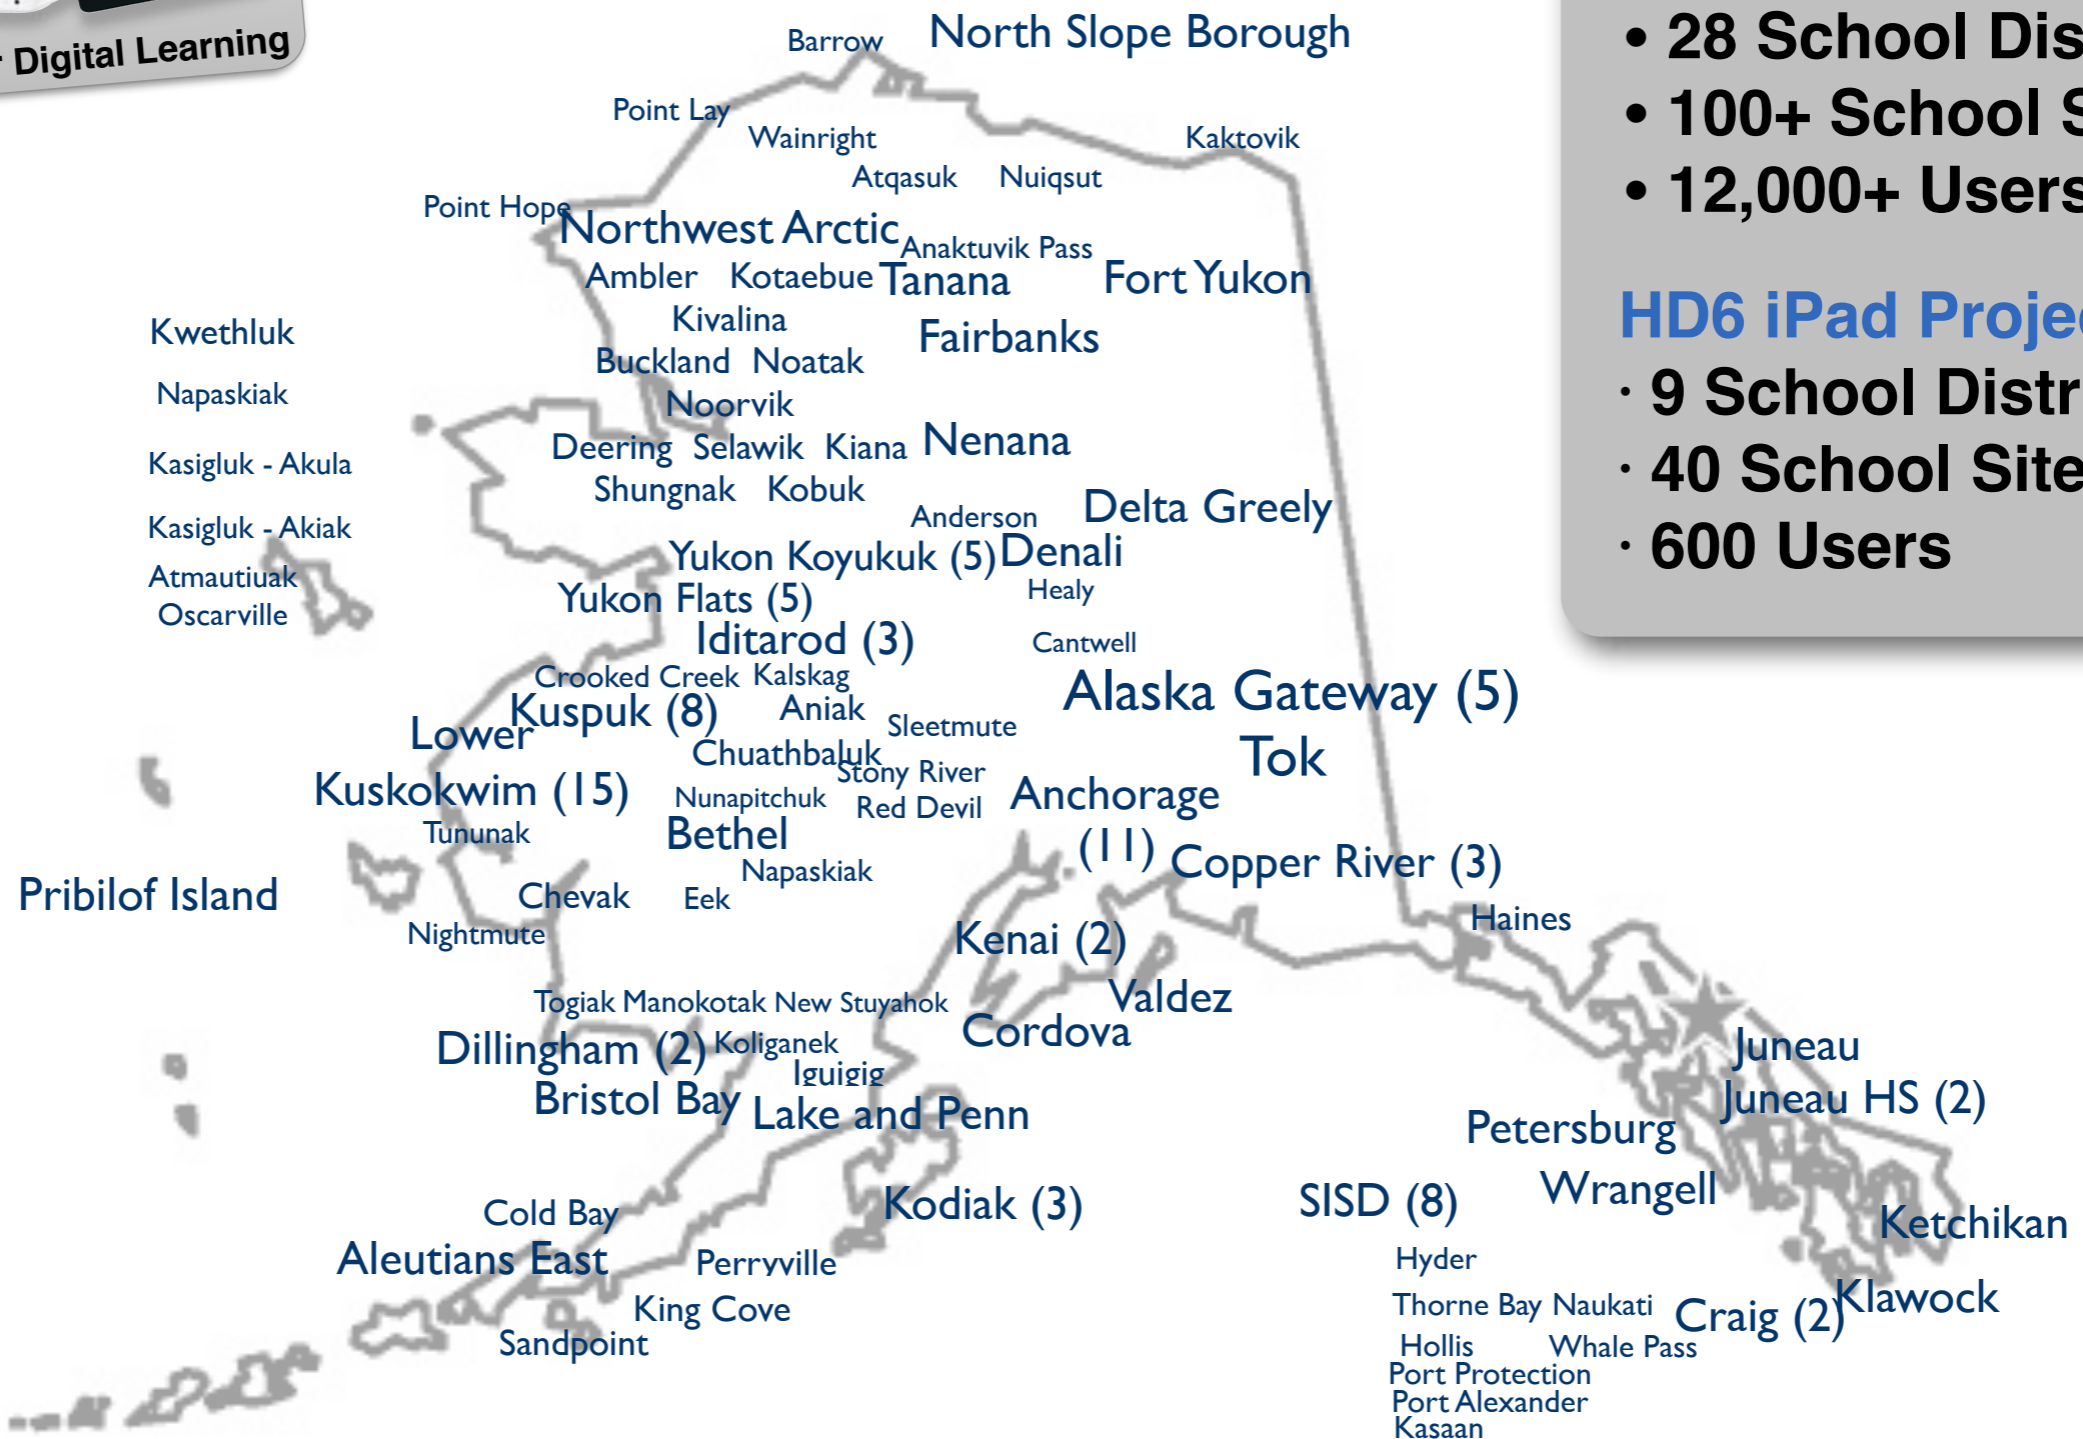 Digital Learning
Barrow
North Slope Borough
Point Lay
Wainright
Kaktovik
Atqasuk
Nuiqsut
Point Hope
Northwest Arctic
Anaktuvik Pass
Ambler
Kotaebue
Tanana
Fort Yukon
Kivalina
Fairbanks
Buckland
Noatak
Noorvik
Deering
Selawik
Kiana
Nenana
Shungnak
Kobuk
Anderson
Delta Greely
Yukon Koyukuk (5)
Denali
Yukon Flats (5)
Healy
Iditarod (3)
Cantwell
Kwethluk
Napaskiak
Kasigluk - Akula
Kasigluk - Akiak
Atmautiuak
Oscarville
Crooked Creek
Kalskag
Alaska Gateway (5)
Kuspuk (8)
Aniak
Sleetmute
Tok
Lower
Kuskokwim (15)
Chuathbaluk
Stony River
Nunapitchuk
Red Devil
Anchorage
(11)
Tununak
Bethel
Copper River (3)
Napaskiak
Pribilof Island
Chevak
Eek
Nightmute
Kenai (2)
Haines
Togiak
Manokotak
New Stuyahok
Valdez
Cordova
Dillingham (2)
Koliganek
Iguigig
Bristol Bay
Lake and Penn
Juneau
Juneau HS (2)
Petersburg
Wrangell
SISD (8)
Kodiak (3)
Ketchikan
Cold Bay
Aleutians East
Perryville
King Cove
Sandpoint
Hyder
Thorne Bay
Naukati
Craig (2)
Klawock
Hollis
Whale Pass
Port Protection
Port Alexander
Kasaan
• 28 School Dis
• 100+ School S
• 12,000+ Users
HD6 iPad Projec
· 9 School Distr
· 40 School Site
· 600 Users